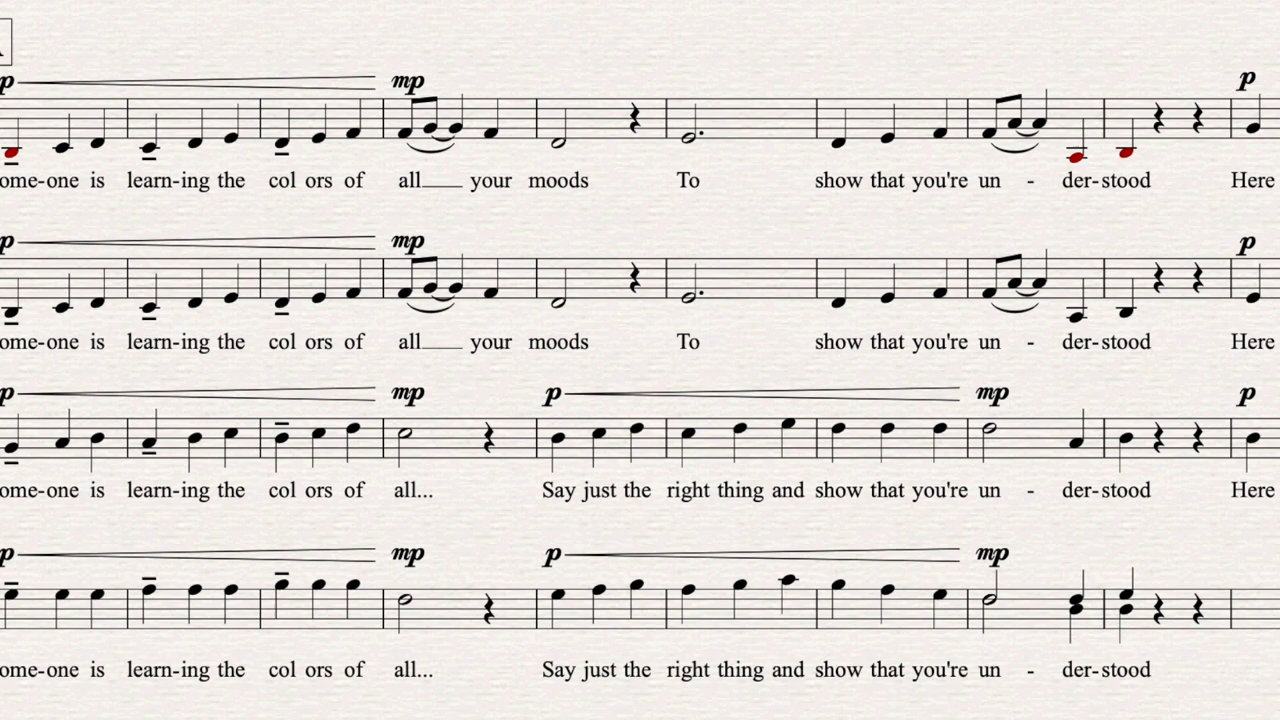 p mp p
ome-one is learn-ing the col ors of all___ your moods To show that you're un - der-stood Here
p mp p
ome-one is learn-ing the col ors of all___ your moods To show that you're un - der-stood Here
p mp p mp p
ome-one is learn-ing the col ors of all... Say just the right thing and show that you're un - der-stood Here
p mp p mp
ome-one is learn-ing the col ors of all... Say just the right thing and show that you're un - der-stood